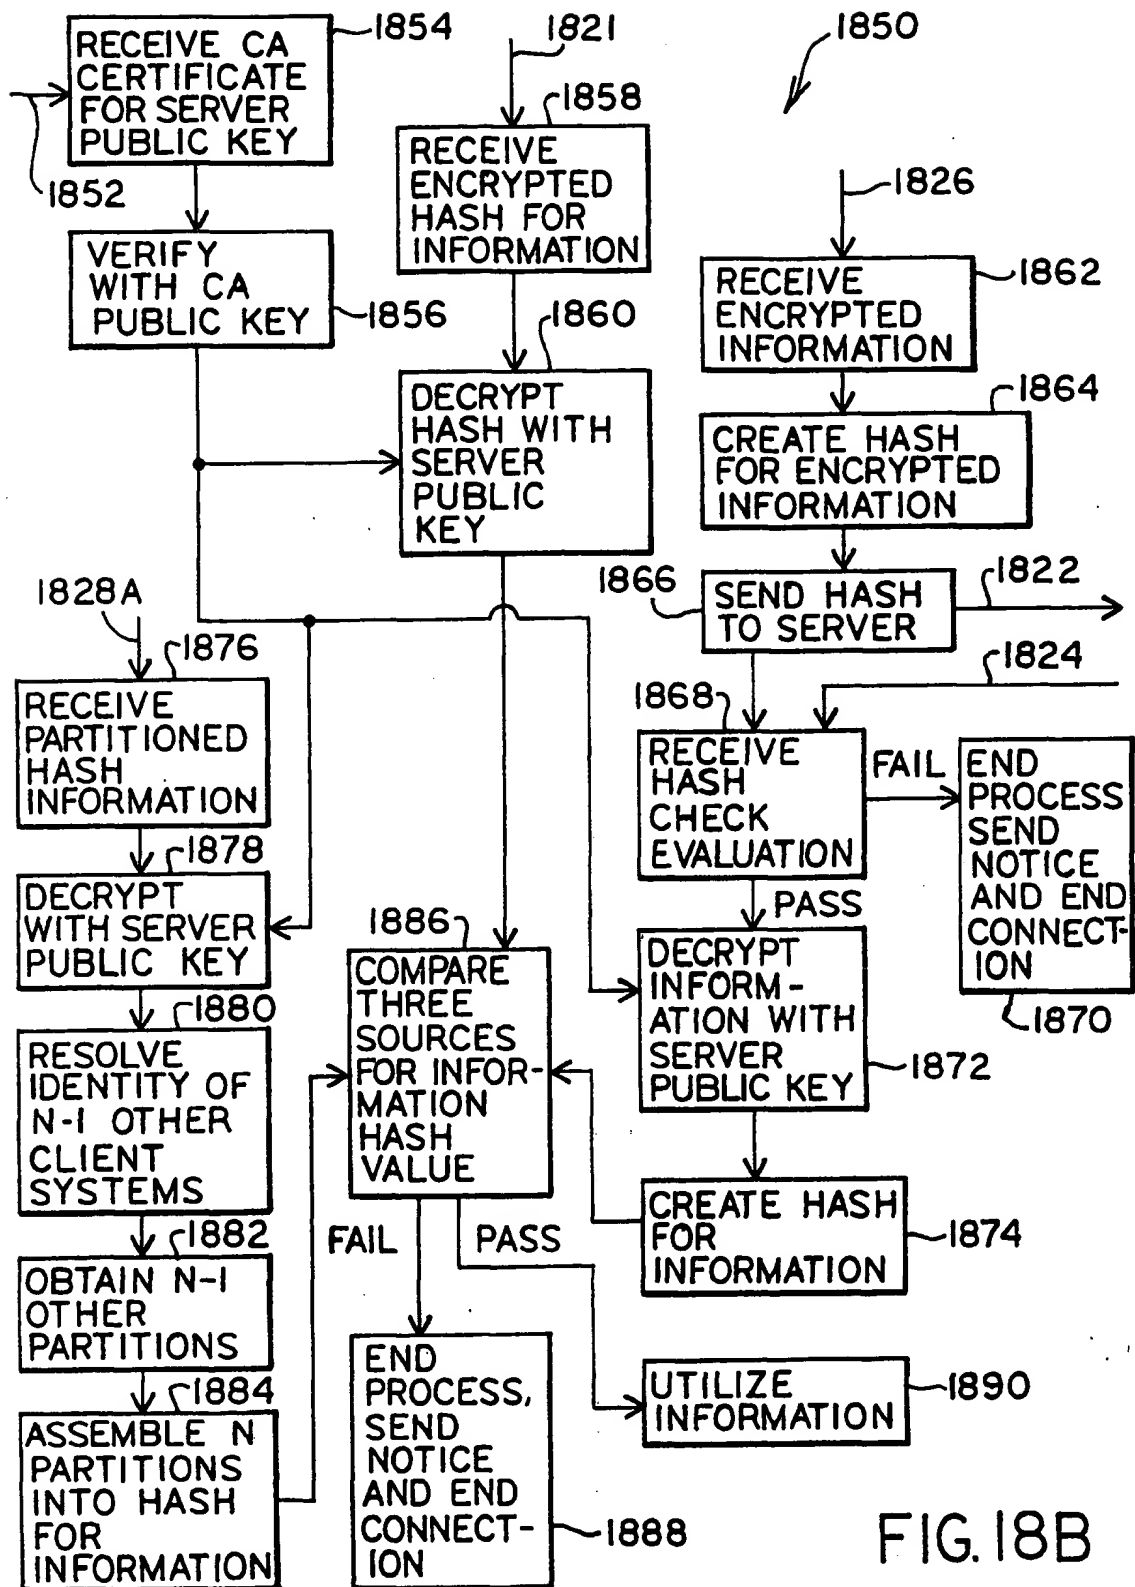 RECEIVE CA
CERTIFICATE
FOR SERVER
PUBLIC KEY
1854
1852
VERIFY
WITH CA
PUBLIC KEY
1856
1821
1858
RECEIVE
ENCRYPTED
HASH FOR
INFORMATION
1860
DECRYPT
HASH WITH
SERVER
PUBLIC
KEY
1850
1826
RECEIVE
ENCRYPTED
INFORMATION
1862
1864
CREATE HASH
FOR ENCRYPTED
INFORMATION
1866
SEND HASH
TO SERVER
1822
1824
1868
RECEIVE
HASH
CHECK
EVALUATION
FAIL
END
PROCESS
SEND
NOTICE
AND END
CONNECT-
ION
1870
PASS
DECRYPT
INFORM-
ATION WITH
SERVER
PUBLIC KEY
1872
CREATE HASH
FOR
INFORMATION
1874
1828A
1876
RECEIVE
PARTITIONED
HASH
INFORMATION
1878
DECRYPT
WITH SERVER
PUBLIC KEY
1880
RESOLVE
IDENTITY OF
N-1 OTHER
CLIENT
SYSTEMS
1882
OBTAIN N-1
OTHER
PARTITIONS
1884
ASSEMBLE N
PARTITIONS
INTO HASH
FOR
INFORMATION
1886
COMPARE
THREE
SOURCES
FOR INFOR-
MATION
HASH
VALUE
FAIL
PASS
END
PROCESS,
SEND
NOTICE
AND END
CONNECT-
ION
1888
UTILIZE
INFORMATION
1890
FIG. 18B